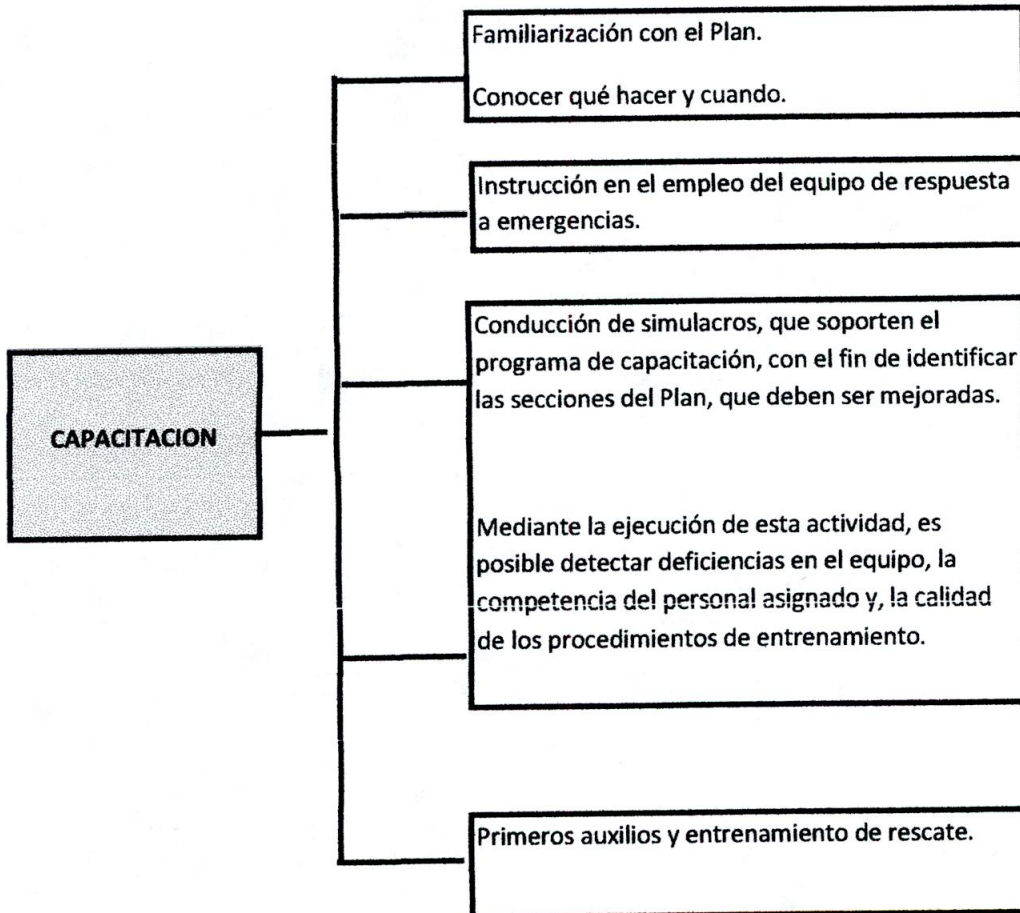 Familiarización con el Plan.
Conocer qué hacer y cuando.
Instrucción en el empleo del equipo de respuesta
a emergencias.
Conducción de simulacros, que soporten el
programa de capacitación, con el fin de identificar
las secciones del Plan, que deben ser mejoradas.
CAPACITACION
Mediante la ejecución de esta actividad, es
posible detectar deficiencias en el equipo, la
competencia del personal asignado y, la calidad
de los procedimientos de entrenamiento.
Primeros auxilios y entrenamiento de rescate.